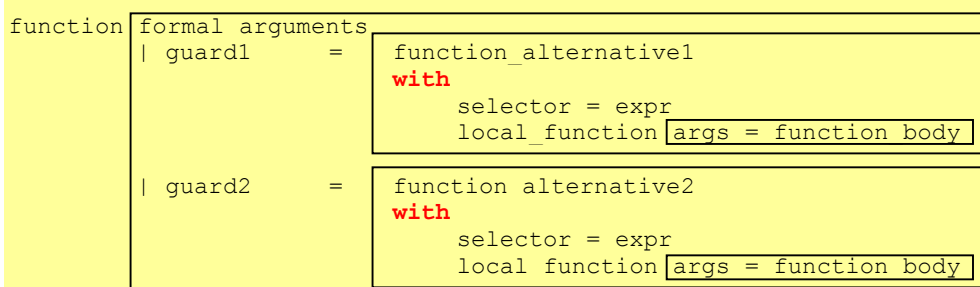 function formal arguments
| guard1 = function_alternative1
with
selector = expr
local_function args = function body
| guard2 = function alternative2
with
selector = expr
local function args = function body